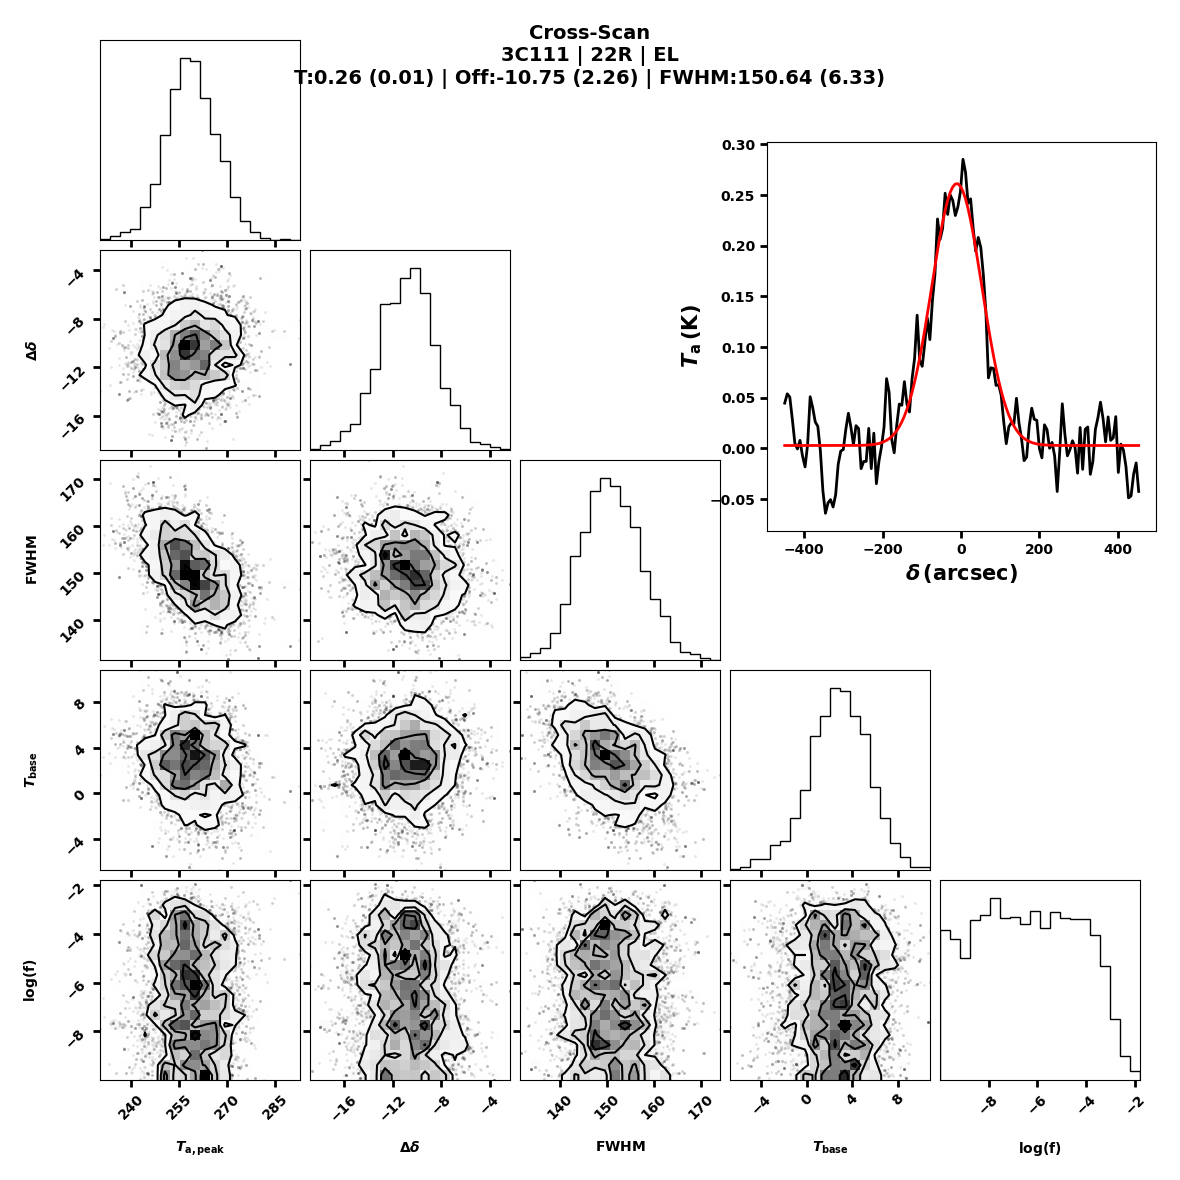 Cross-Scan
3C111 | 22R | EL
T:0.26 (0.01) | Off:-10.75 (2.26) | FWHM:150.64 (6.33)
0.30
0.25
0.20
0.15
0.10
0.05
0.00
−0.05
Ta (K)
−400 −200 0 200 400
δ (arcsec)
−4
−8
−12
−16
Δδ
170
160
150
140
FWHM
8
4
0
−4
Tbase
−2
−4
−6
−8
log(f)
240 255 270 285
−16 −12 −8 −4
140 150 160 170
−4 0 4 8
−8 −6 −4 −2
Ta,peak Δδ FWHM Tbase log(f)